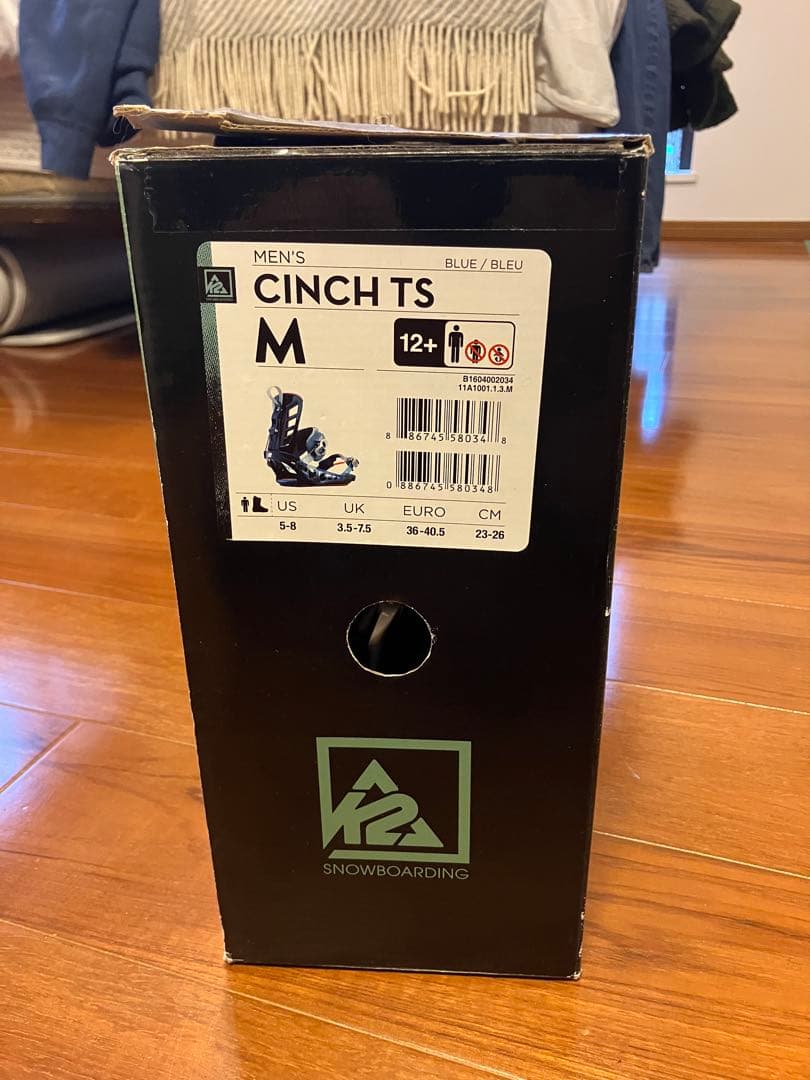 MEN'S
BLUE / BLEU
K2
CINCH TS
M
12+
B1604002034
11A1001.1.3.M
8 86745 58034 8
0 886745 580348
US UK EURO CM
5-8 3.5-7.5 36-40.5 23-26
K2
SNOWBOARDING